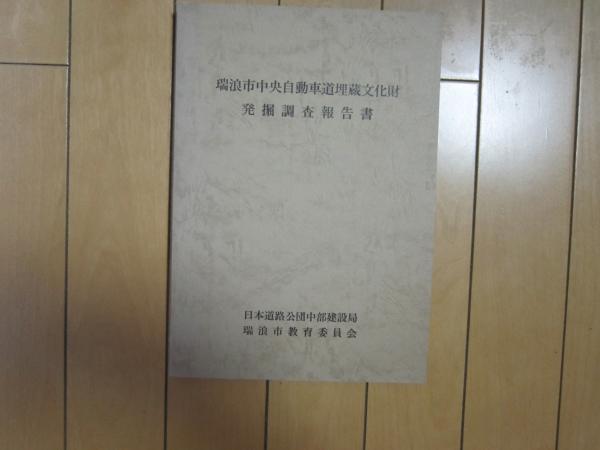 瑞浪市中央自動車道埋蔵文化財
発掘調査報告書
日本道路公団中部建設局
瑞浪市教育委員会